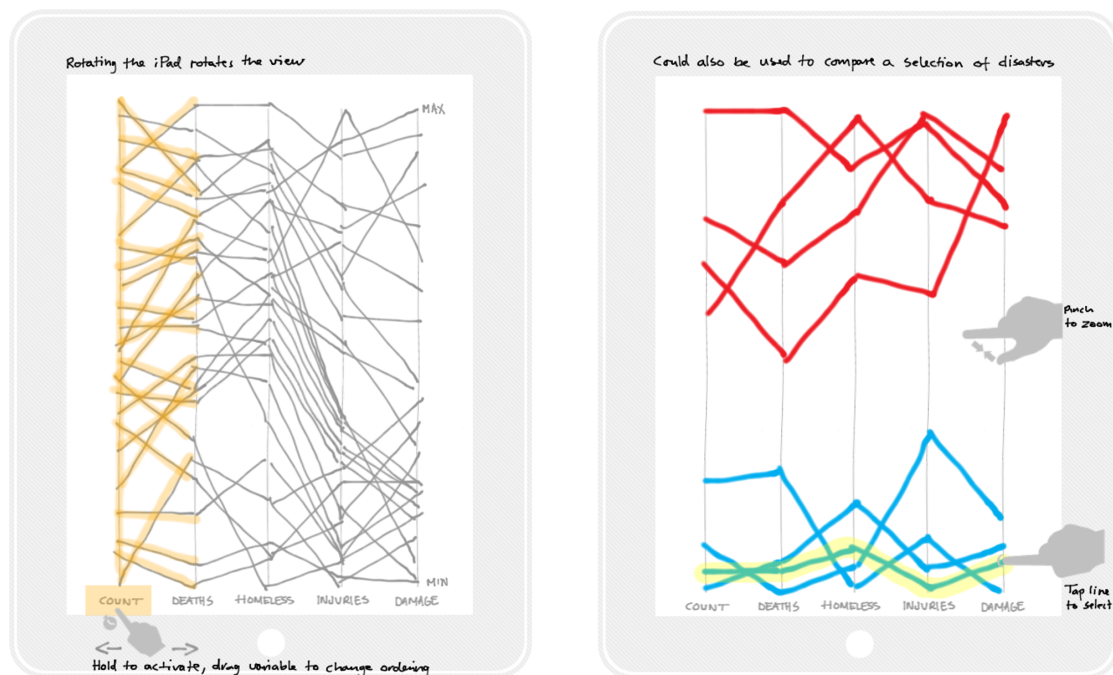 Rotating the iPad rotates the view
MAX
MIN
COUNT DEATHS HOMELESS INJURIES DAMAGE
Hold to activate, drag variable to change ordering
Could also be used to compare a selection of disasters
Pinch
to zoom
Tap line
to select
COUNT DEATHS HOMELESS INJURIES DAMAGE